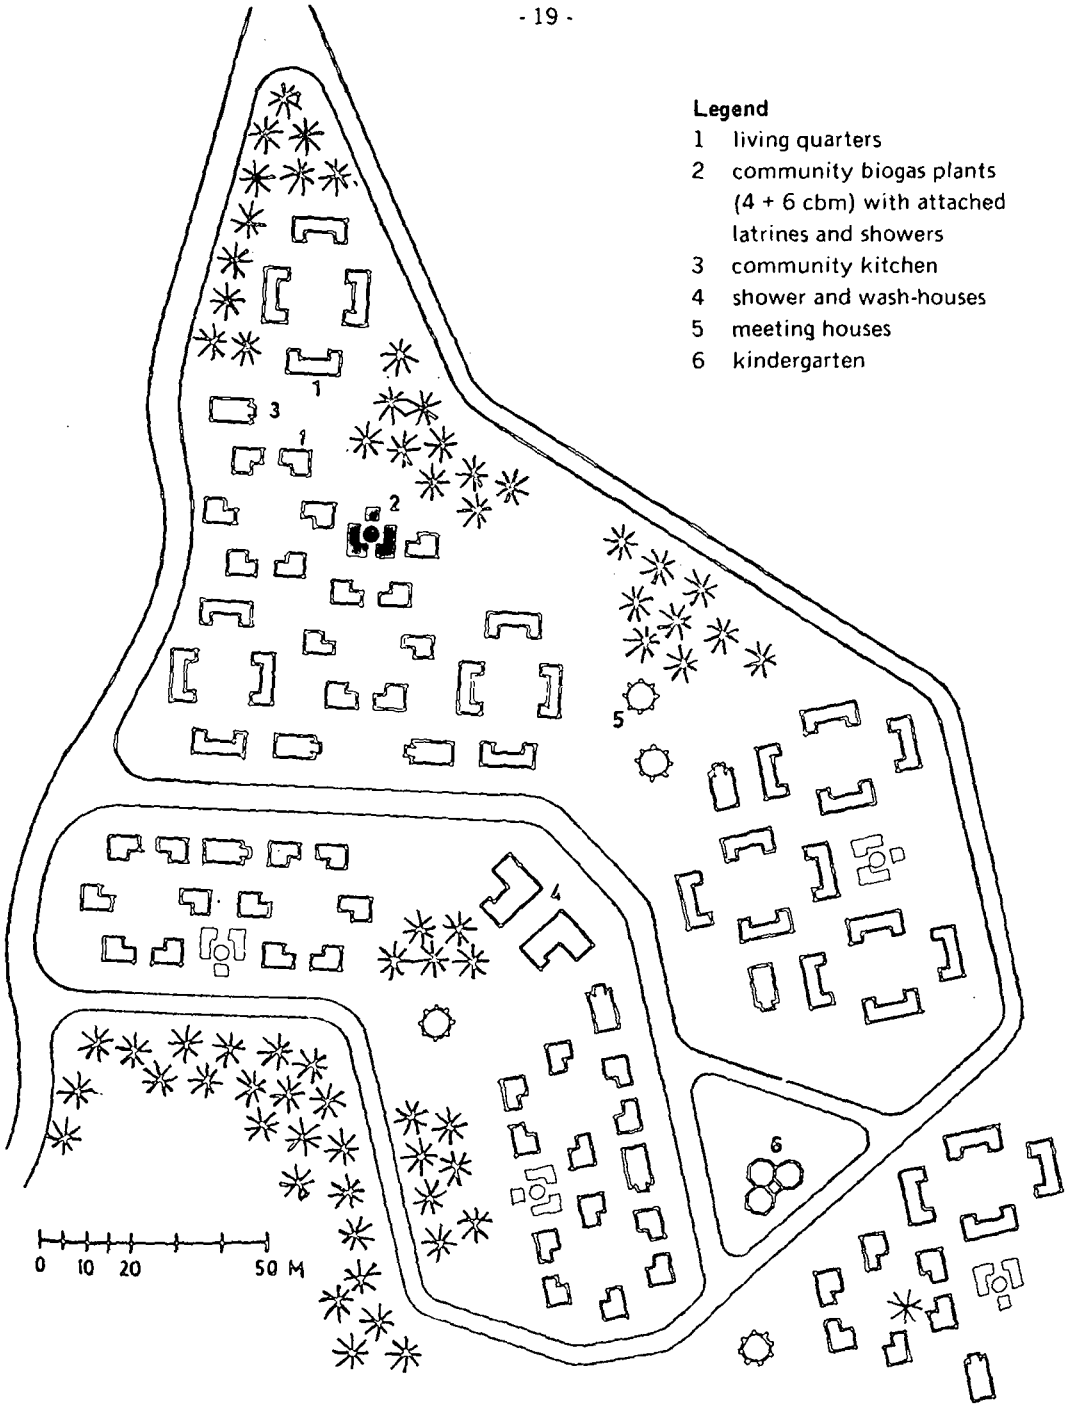 - 19 -
Legend
1 living quarters
2 community biogas plants
(4 + 6 cbm) with attached
latrines and showers
3 community kitchen
4 shower and wash-houses
5 meeting houses
6 kindergarten
1
3
1
2
5
4
6
0 10 20 50 M